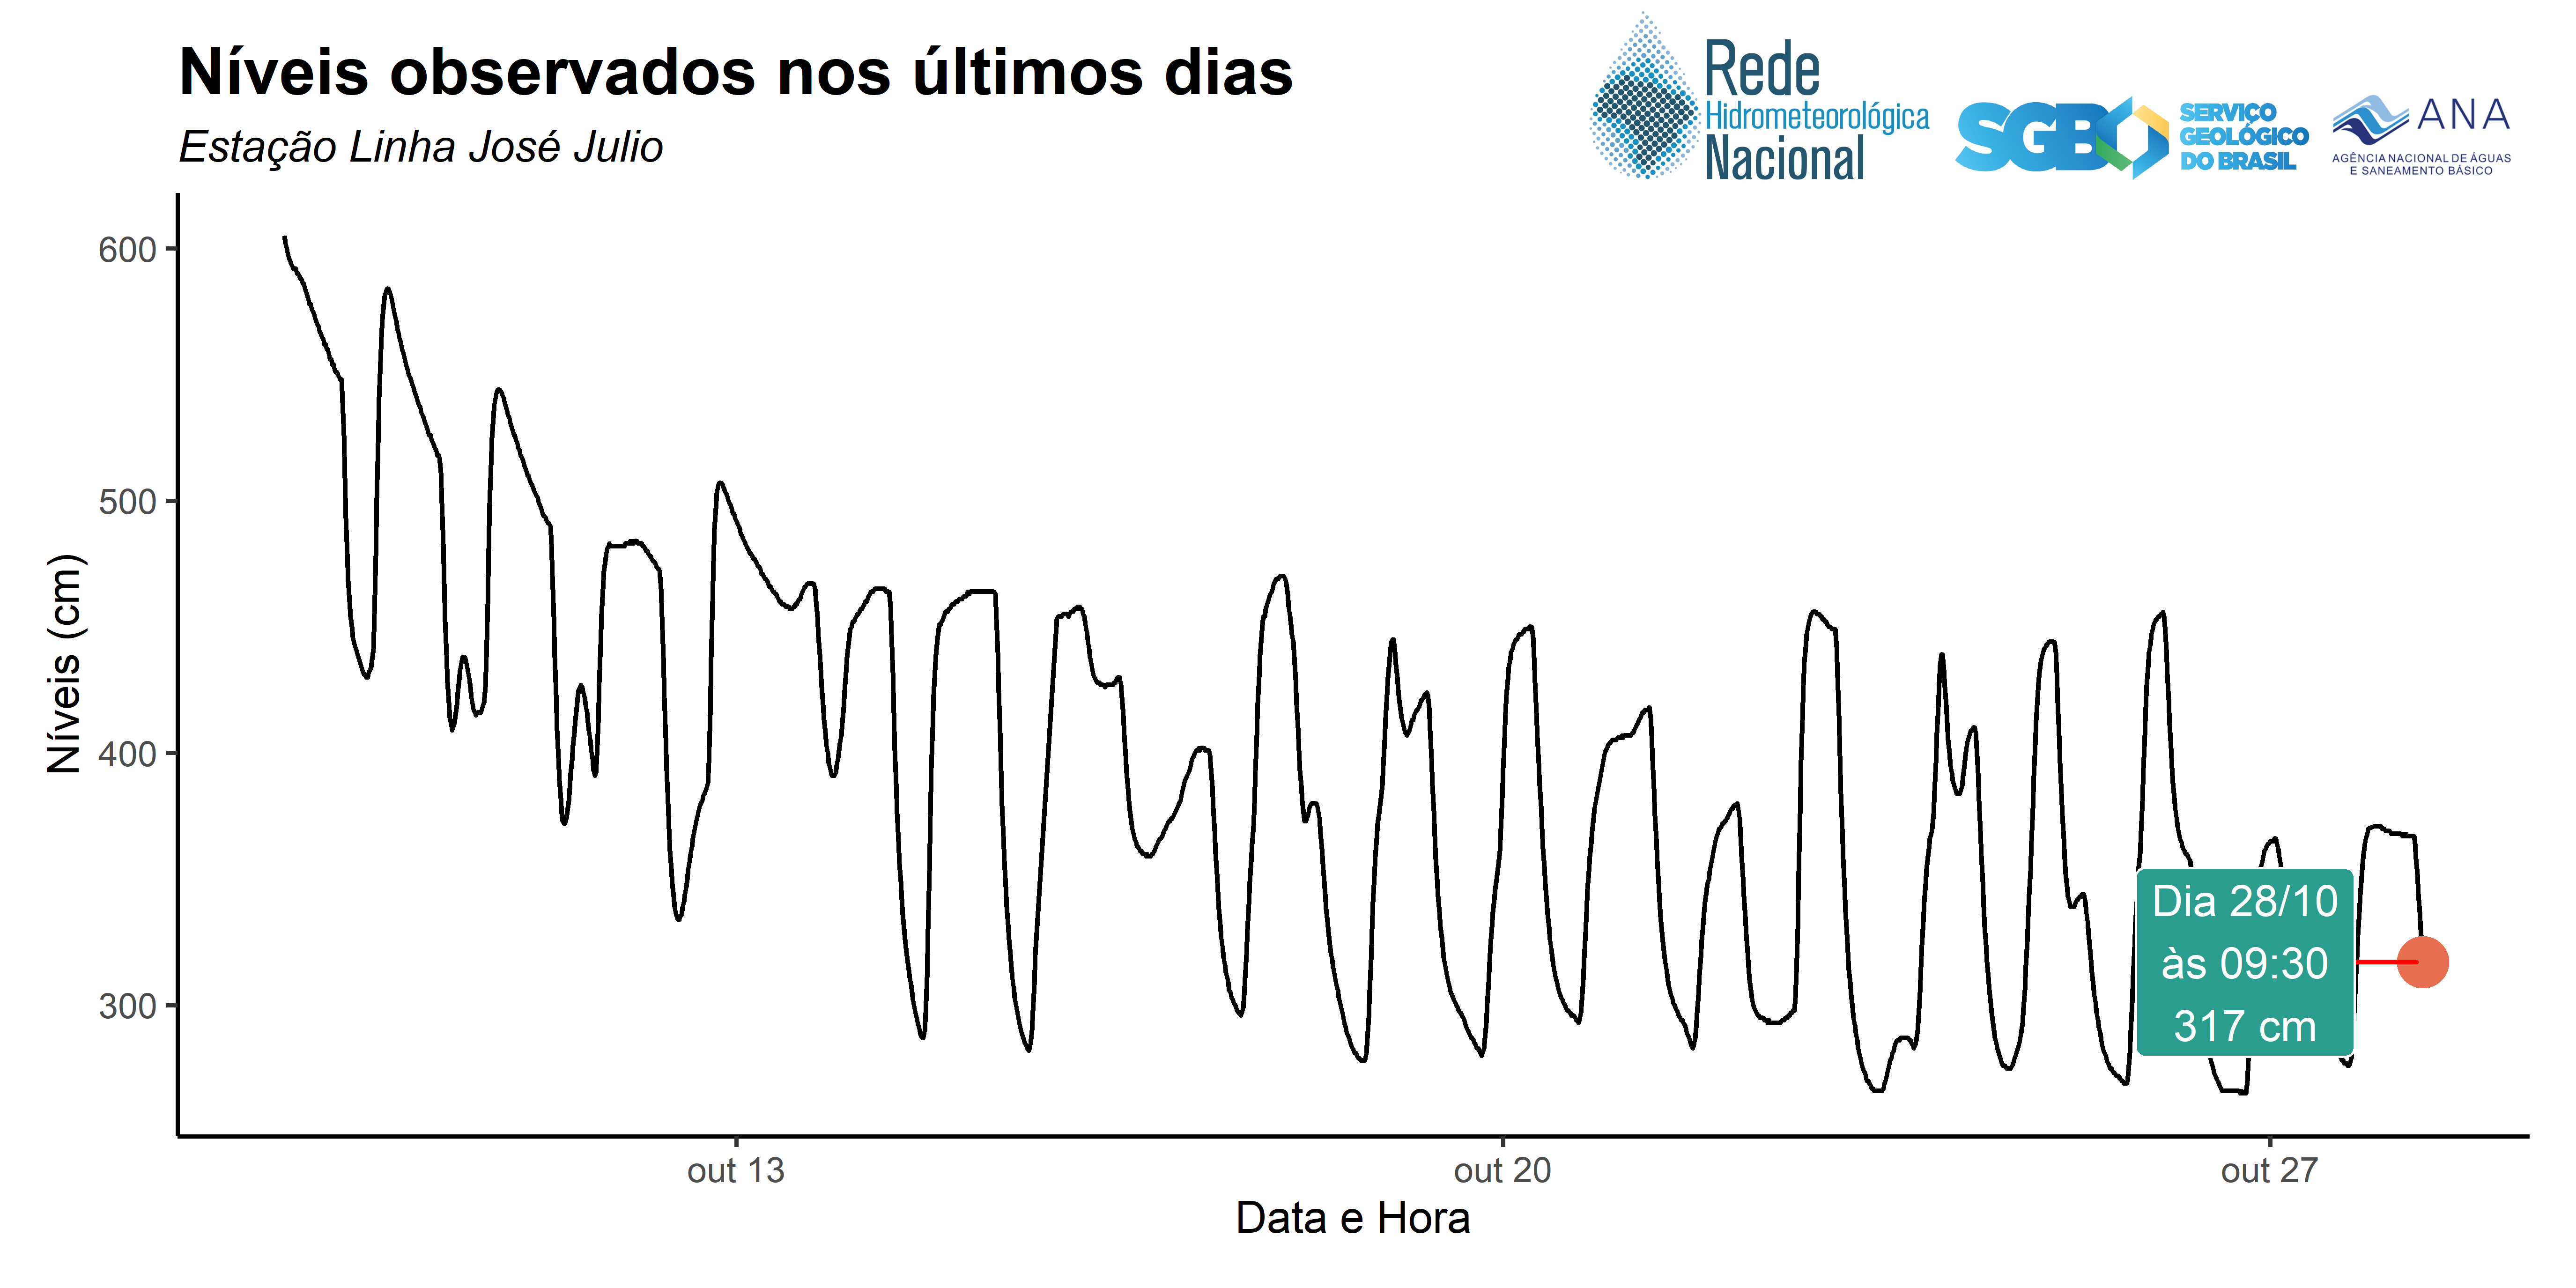 Níveis observados nos últimos dias
Estação Linha José Julio
Rede
Hidrometeorológica
Nacional
SGB
SERVIÇO
GEOLÓGICO
DO BRASIL
ANA
AGÊNCIA NACIONAL DE ÁGUAS
E SANEAMENTO BÁSICO
Níveis (cm)
600
500
400
300
Dia 28/10
às 09:30
317 cm
out 13
out 20
out 27
Data e Hora